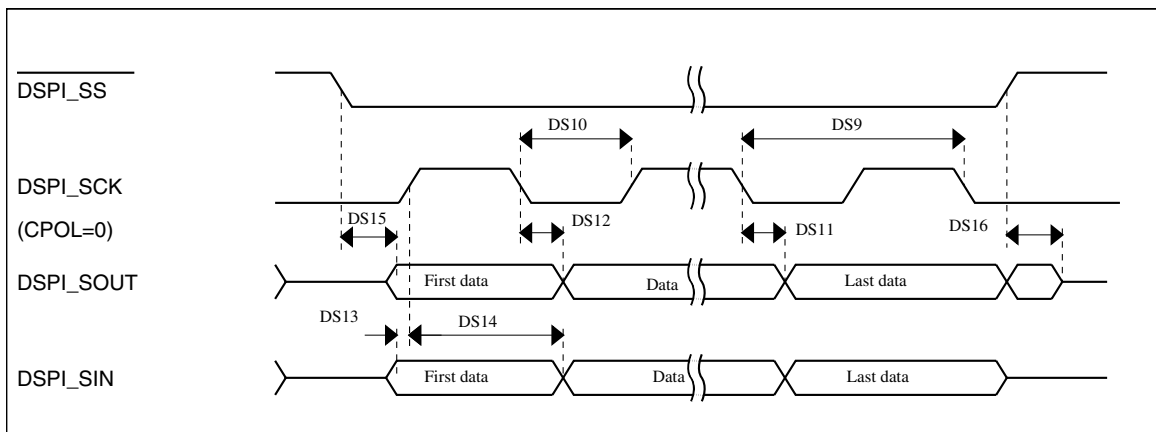 DSPI_SS
DS10
DS9
DSPI_SCK
(CPOL=0)
DS15
DS12
DS11
DS16
DSPI_SOUT
First data
Data
Last data
DS13
DS14
DSPI_SIN
First data
Data
Last data